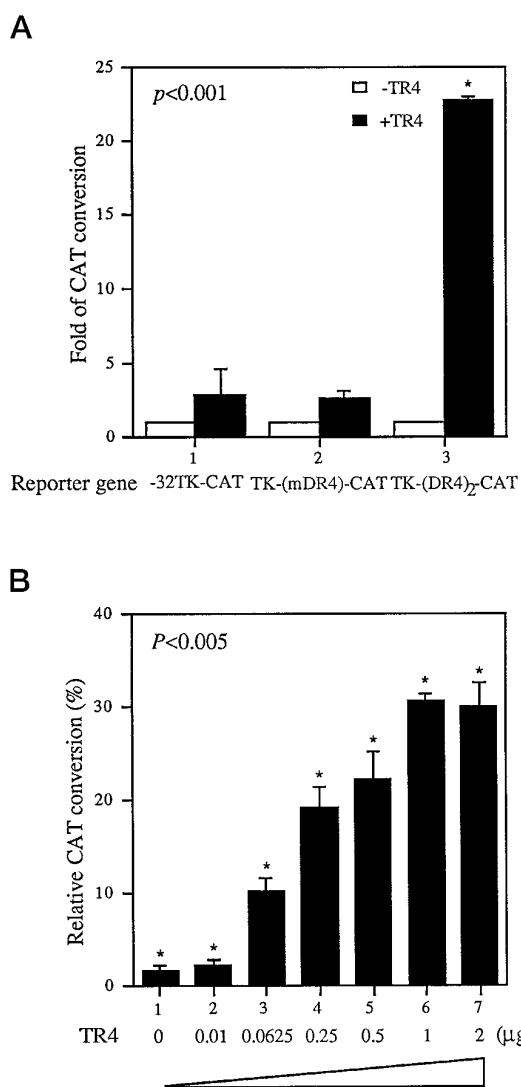 A
25
20
15
10
5
0
Fold of CAT conversion
p<0.001
-TR4
+TR4
*
1 2 3
Reporter gene -32TK-CAT TK-(mDR4)-CAT TK-(DR4)2-CAT
B
40
30
20
10
0
Relative CAT conversion (%)
P<0.005
* * * * * * *
1 2 3 4 5 6 7
TR4 0 0.01 0.0625 0.25 0.5 1 2 (µg